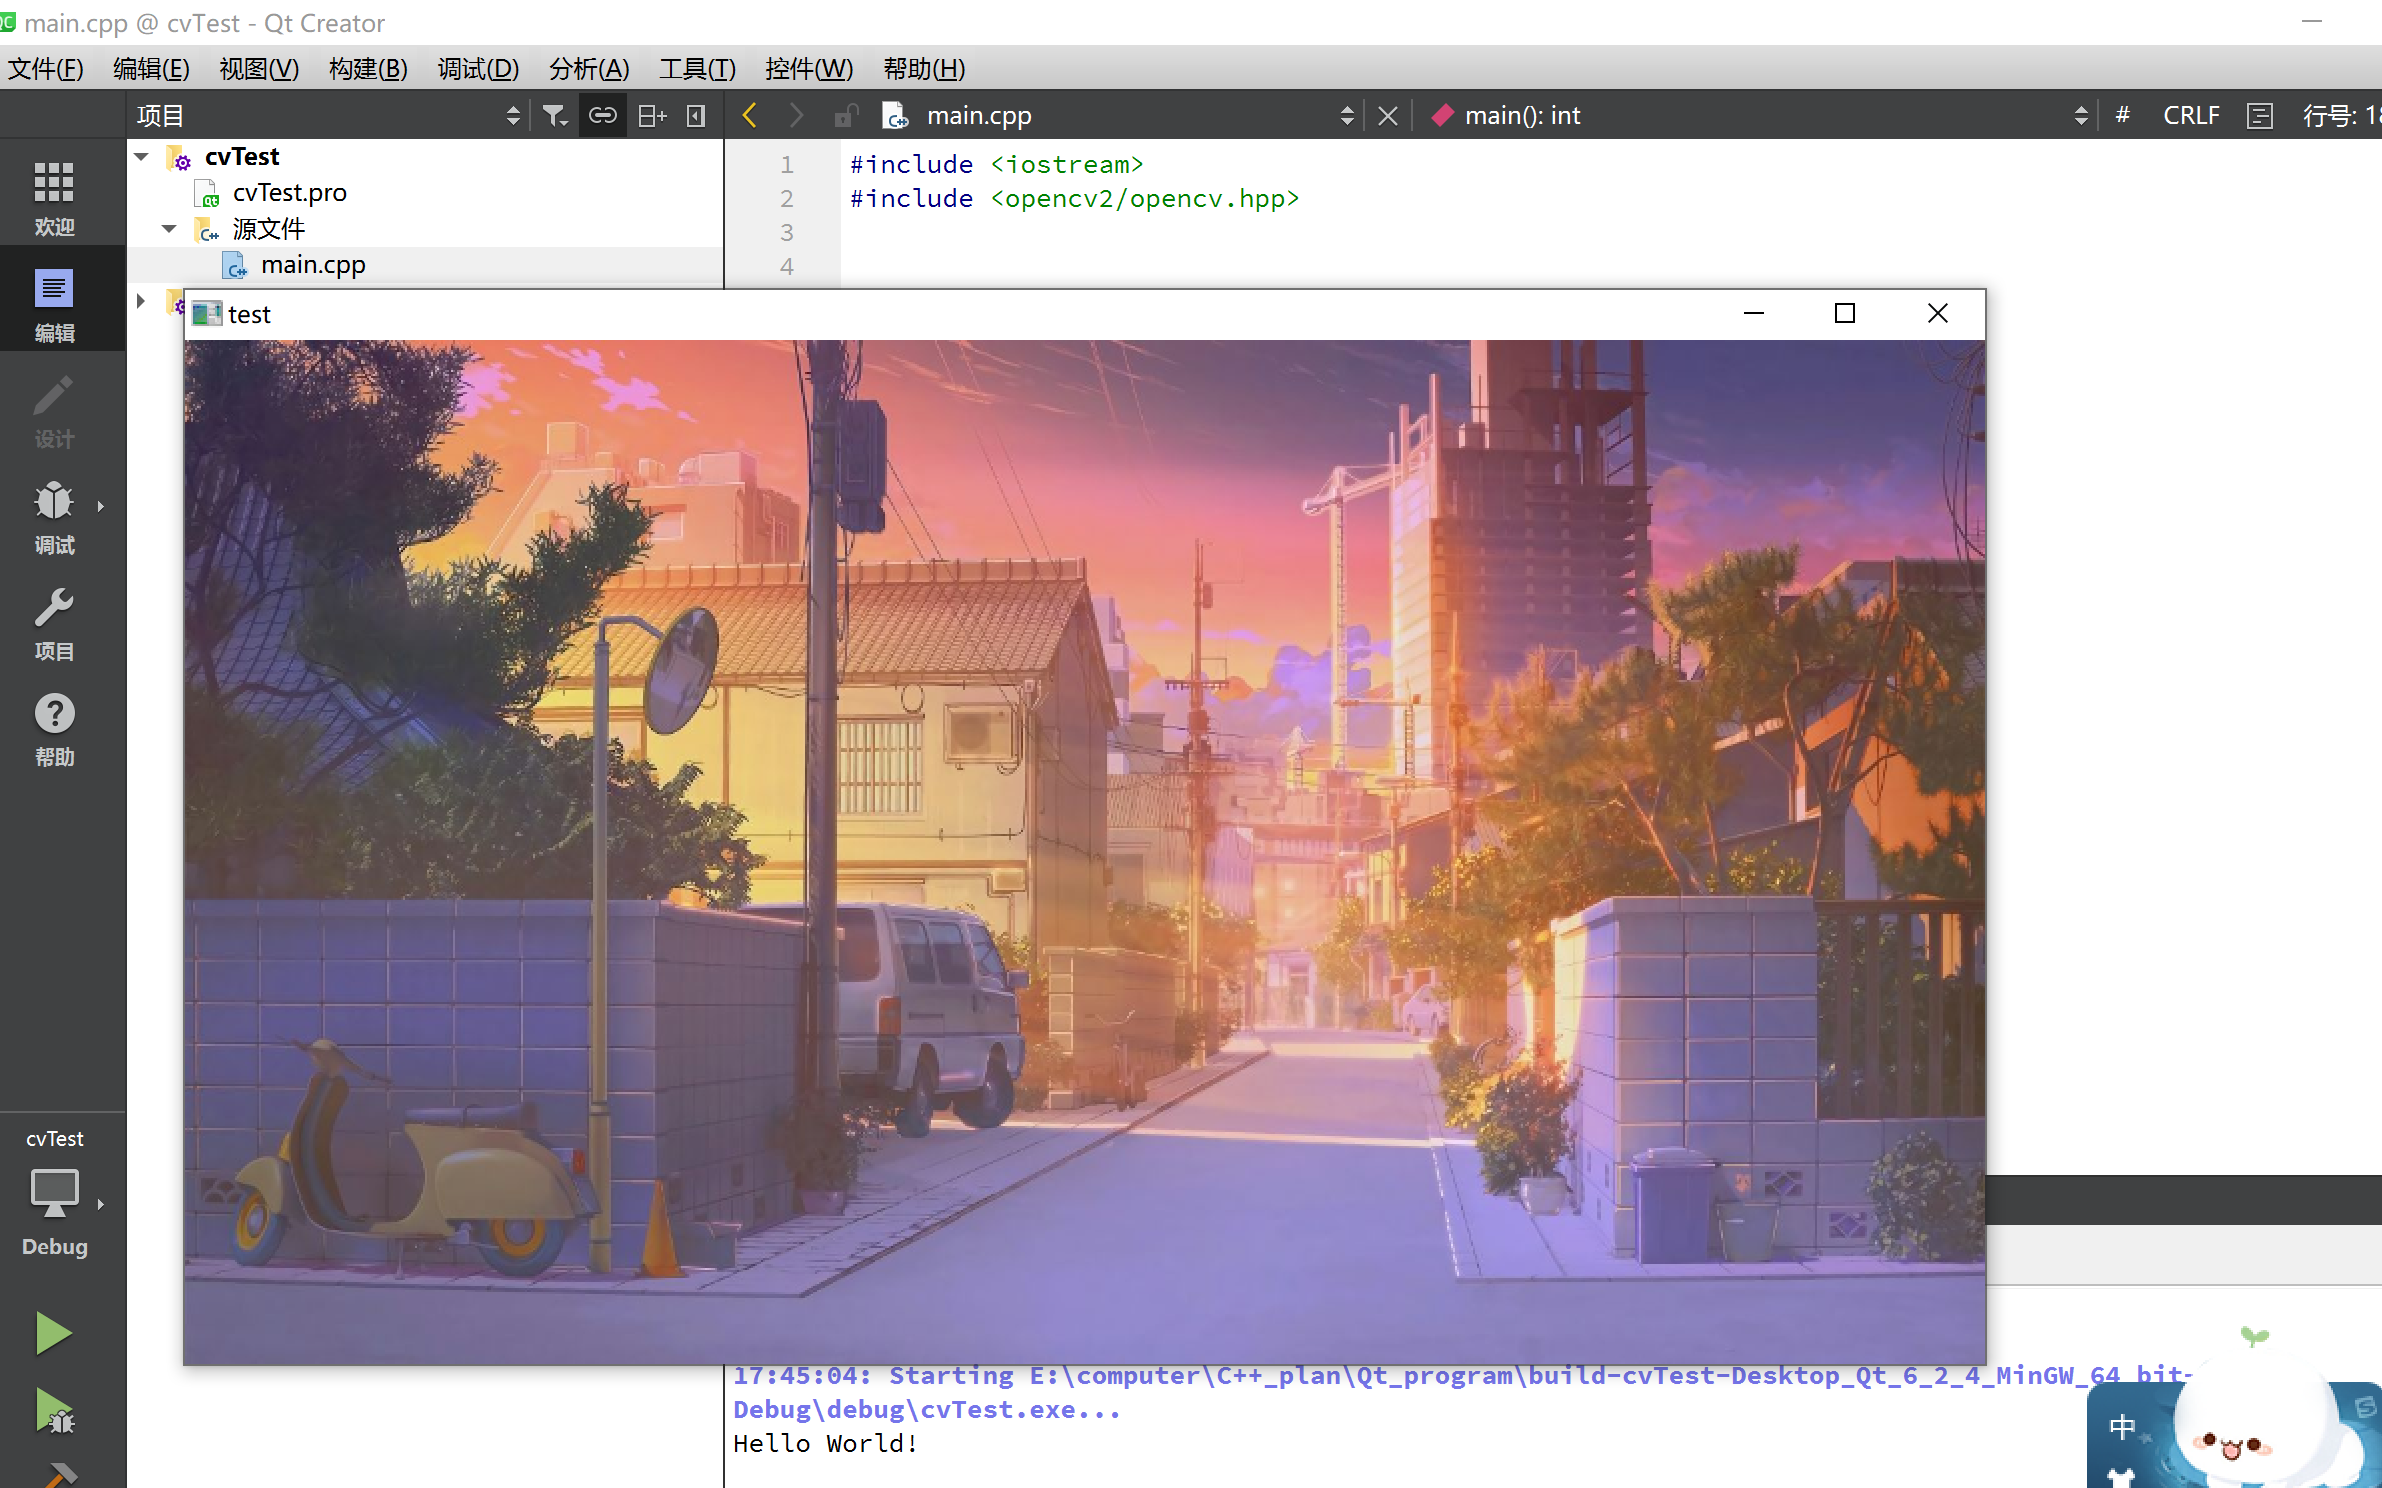 main.cpp @ cvTest - Qt Creator
文件(F) 编辑(E) 视图(V) 构建(B) 调试(D) 分析(A) 工具(T) 控件(W) 帮助(H)
项目
main.cpp
main(): int
#
CRLF
行号: 18
欢迎
编辑
设计
调试
项目
帮助
cvTest
cvTest.pro
源文件
main.cpp
1 #include <iostream>
2 #include <opencv2/opencv.hpp>
3
4
test
cvTest
Debug
17:45:04: Starting E:\computer\C++_plan\Qt_program\build-cvTest-Desktop_Qt_6_2_4_MinGW_64_bit-
Debug\debug\cvTest.exe...
Hello World!
中